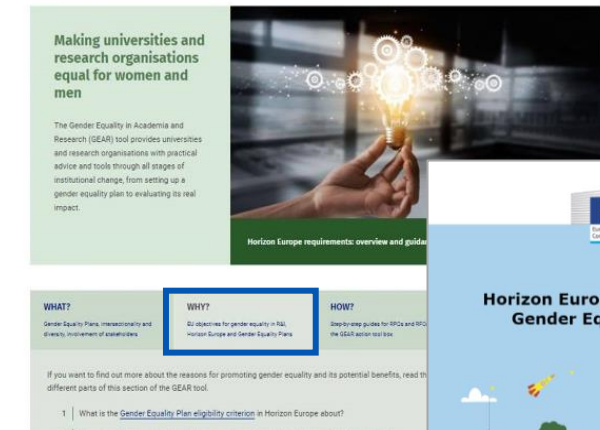 Making universities and
research organisations
equal for women and
men
The Gender Equality in Academia and
Research (GEAR) tool provides universities
and research organisations with practical
advice and tools through all stages of
institutional change, from setting up a
gender equality plan to evaluating its real
impact.
Horizon Europe requirements: overview and guida
WHAT?
Gender Equality Plans, Intersectionality and
diversity, involvement of stakeholders
WHY?
EU objectives for gender equality in R&I,
Horizon Europe and Gender Equality Plans
HOW?
Step-by-step guides for RPOs and RFO
the GEAR action tool box
If you want to find out more about the reasons for promoting gender equality and its potential benefits, read th
different parts of this section of the GEAR tool.
1 | What is the Gender Equality Plan eligibility criterion in Horizon Europe about?
Horizon Euro
Gender Eq